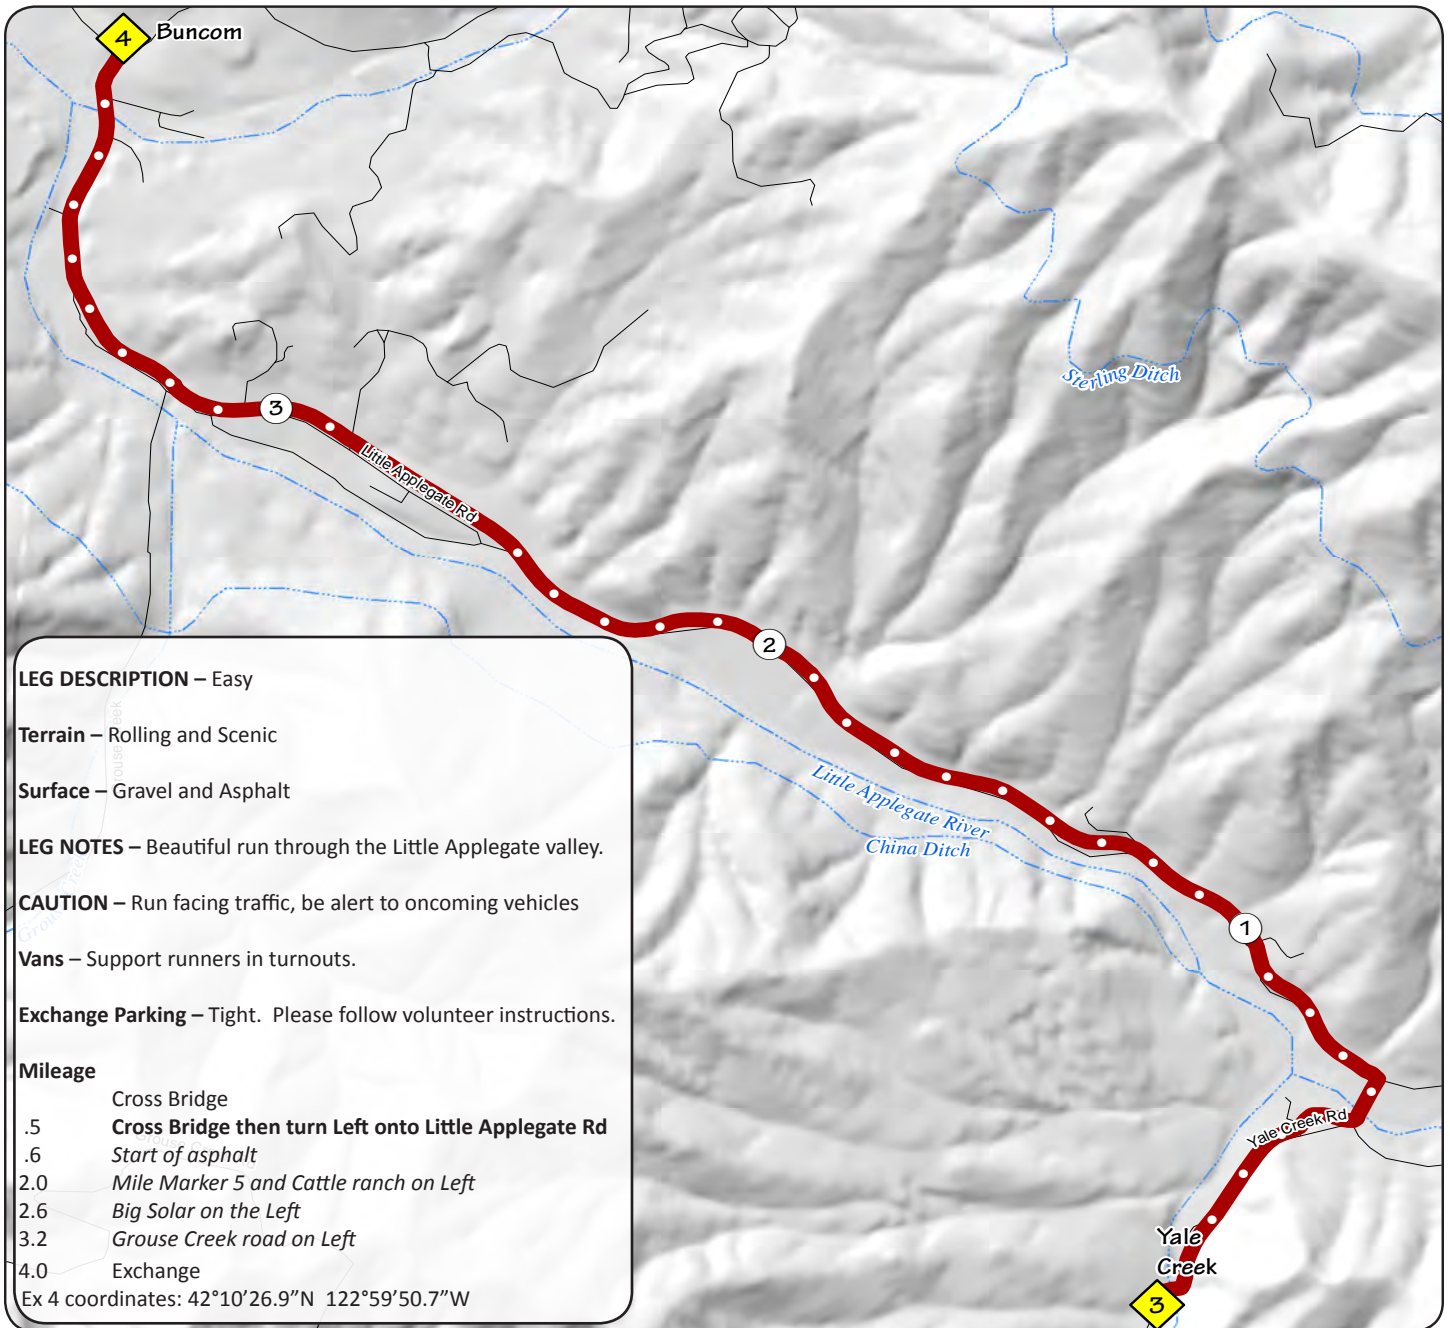 4 Buncom
Sterling Ditch
3
Little Applegate Rd
2
Little Applegate River
China Ditch
1
Yale Creek Rd
Yale
Creek
3
LEG DESCRIPTION – Easy
Terrain – Rolling and Scenic
Surface – Gravel and Asphalt
LEG NOTES – Beautiful run through the Little Applegate valley.
CAUTION – Run facing traffic, be alert to oncoming vehicles
Vans – Support runners in turnouts.
Exchange Parking – Tight.  Please follow volunteer instructions.
Mileage
Cross Bridge
.5 Cross Bridge then turn Left onto Little Applegate Rd
.6 Start of asphalt
2.0 Mile Marker 5 and Cattle ranch on Left
2.6 Big Solar on the Left
3.2 Grouse Creek road on Left
4.0 Exchange
Ex 4 coordinates: 42°10’26.9”N  122°59’50.7”W
Grouse Creek